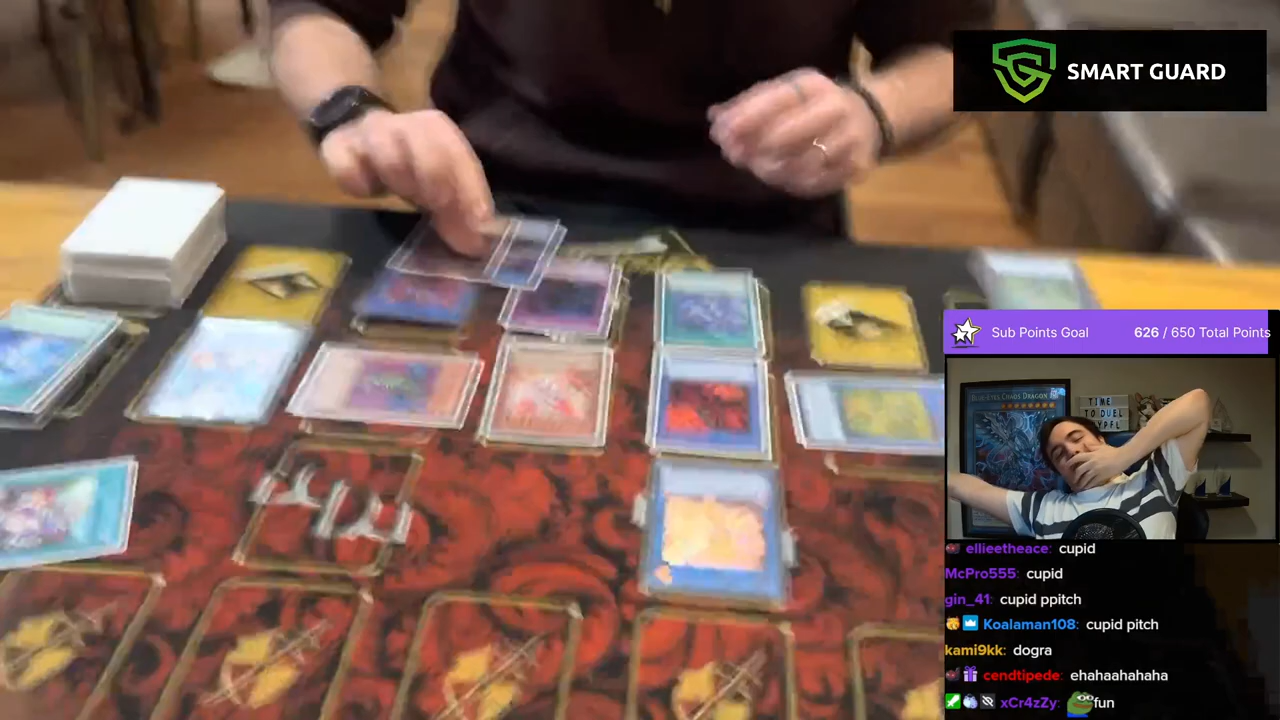 SMART GUARD
Sub Points Goal 626 / 650 Total Points
BLUE-EYES CHAOS DRAGON
TIME
TO DUEL
ellieetheace: cupid
McPro555: cupid
gin_41: cupid ppitch
Koalaman108: cupid pitch
kami9kk: dogra
cendtipede: ehahaahahaha
xCr4zZy: fun